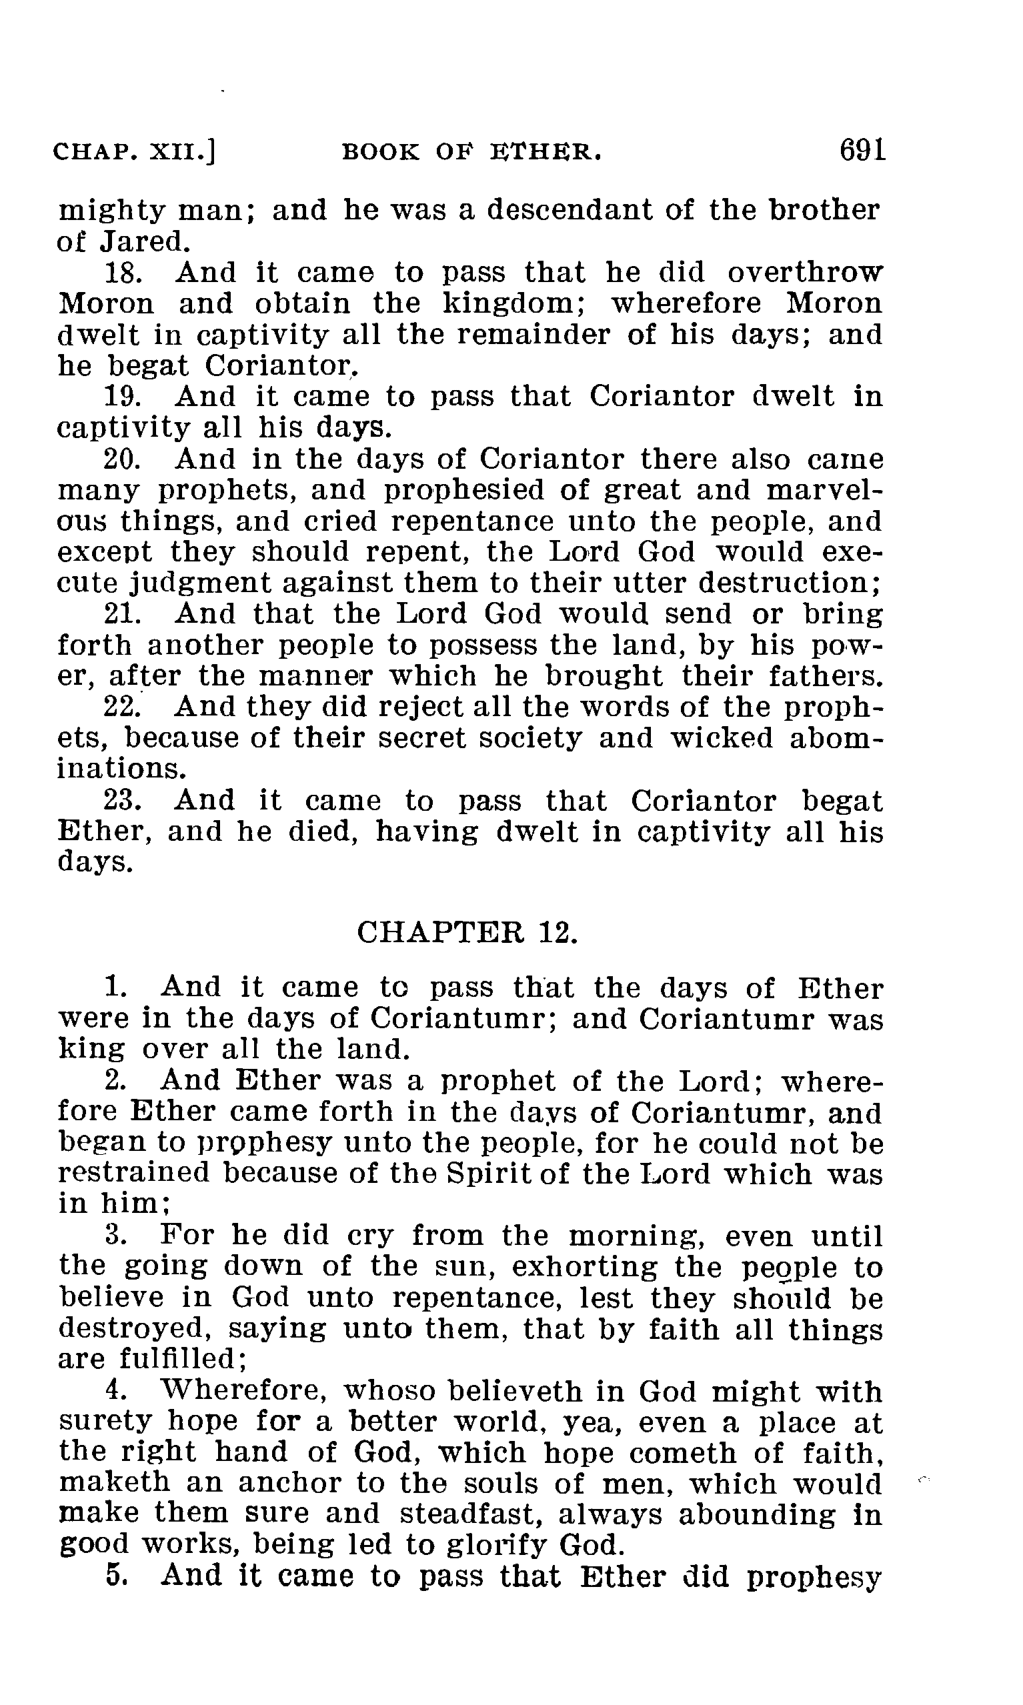 CHAP. XII.] BOOK OF ETHER. 691
mighty man; and he was a descendant of the brother
of Jared.
18. And it came to pass that he did overthrow
Moron and obtain the kingdom; wherefore Moron
dwelt in captivity all the remainder of his days; and
he begat Coriantor.
19. And it came to pass that Coriantor dwelt in
captivity all his days.
20. And in the days of Coriantor there also came
many prophets, and prophesied of great and marvel-
ous things, and cried repentance unto the people, and
except they should repent, the Lord God would exe-
cute judgment against them to their utter destruction;
21. And that the Lord God would send or bring
forth another people to possess the land, by his pow-
er, after the manner which he brought their fathers.
22. And they did reject all the words of the proph-
ets, because of their secret society and wicked abom-
inations.
23. And it came to pass that Coriantor begat
Ether, and he died, having dwelt in captivity all his
days.
CHAPTER 12.
1. And it came to pass that the days of Ether
were in the days of Coriantumr; and Coriantumr was
king over all the land.
2. And Ether was a prophet of the Lord; where-
fore Ether came forth in the days of Coriantumr, and
began to prophesy unto the people, for he could not be
restrained because of the Spirit of the Lord which was
in him;
3. For he did cry from the morning, even until
the going down of the sun, exhorting the people to
believe in God unto repentance, lest they should be
destroyed, saying unto them, that by faith all things
are fulfilled;
4. Wherefore, whoso believeth in God might with
surety hope for a better world, yea, even a place at
the right hand of God, which hope cometh of faith,
maketh an anchor to the souls of men, which would
make them sure and steadfast, always abounding in
good works, being led to glorify God.
5. And it came to pass that Ether did prophesy